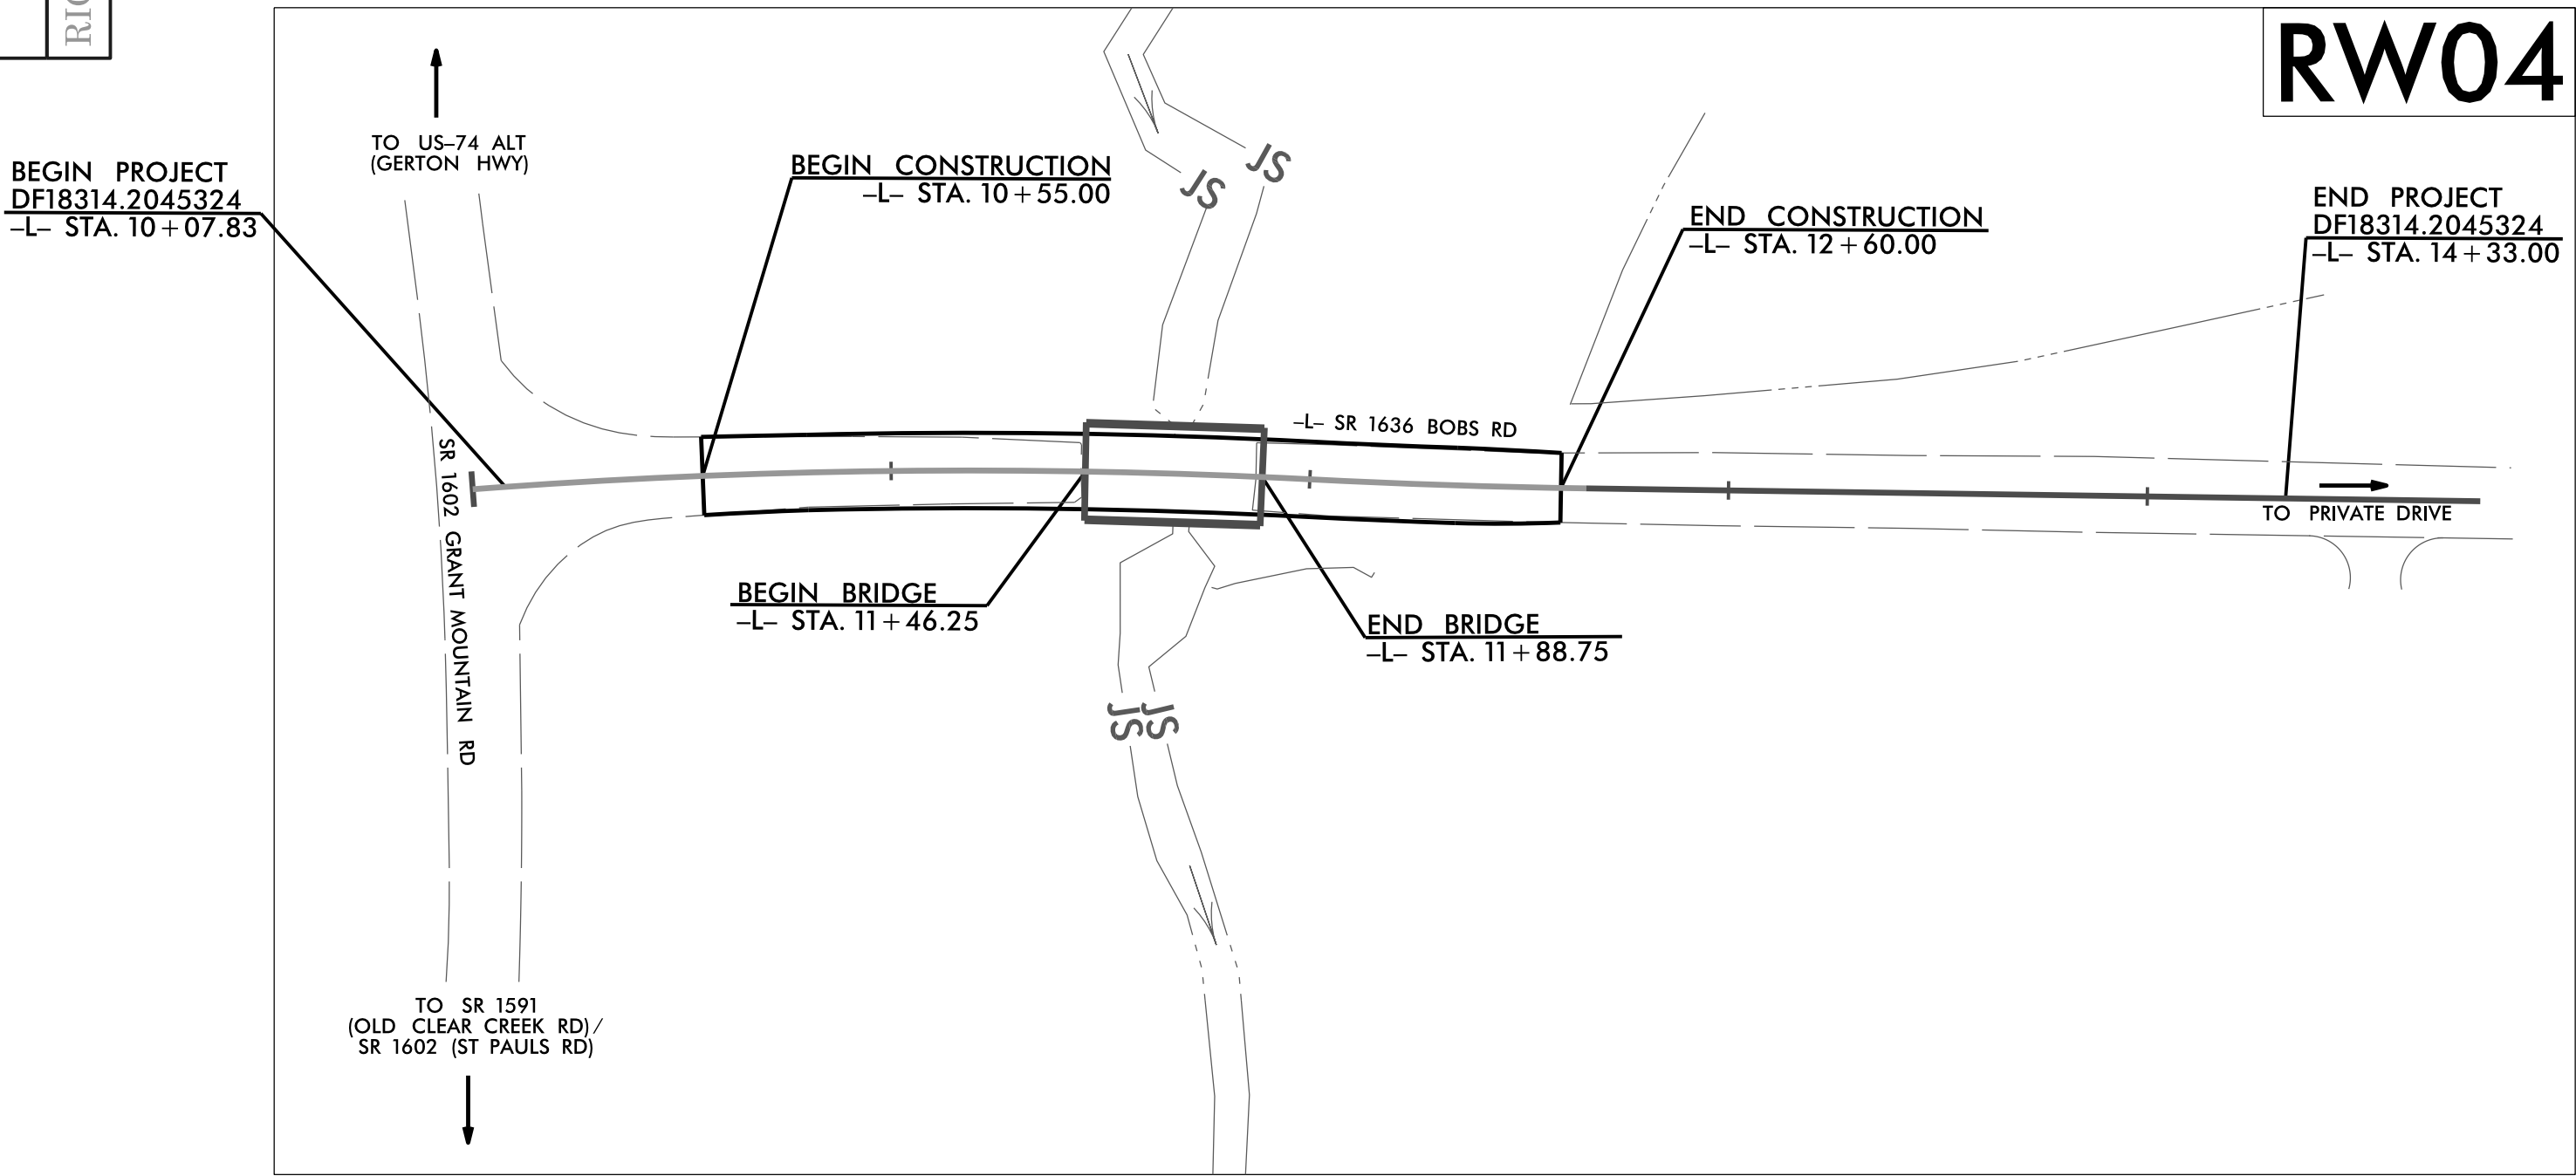 RW04
TO US–74 ALT
(GERTON HWY)
BEGIN PROJECT
DF18314.2045324
–L– STA. 10+07.83
BEGIN CONSTRUCTION
–L– STA. 10+55.00
JS
JS
END CONSTRUCTION
–L– STA. 12+60.00
END PROJECT
DF18314.2045324
–L– STA. 14+33.00
–L– SR 1636 BOBS RD
SR 1602 GRANT MOUNTAIN RD
TO PRIVATE DRIVE
BEGIN BRIDGE
–L– STA. 11+46.25
END BRIDGE
–L– STA. 11+88.75
JS
JS
TO SR 1591
(OLD CLEAR CREEK RD)/
SR 1602 (ST PAULS RD)